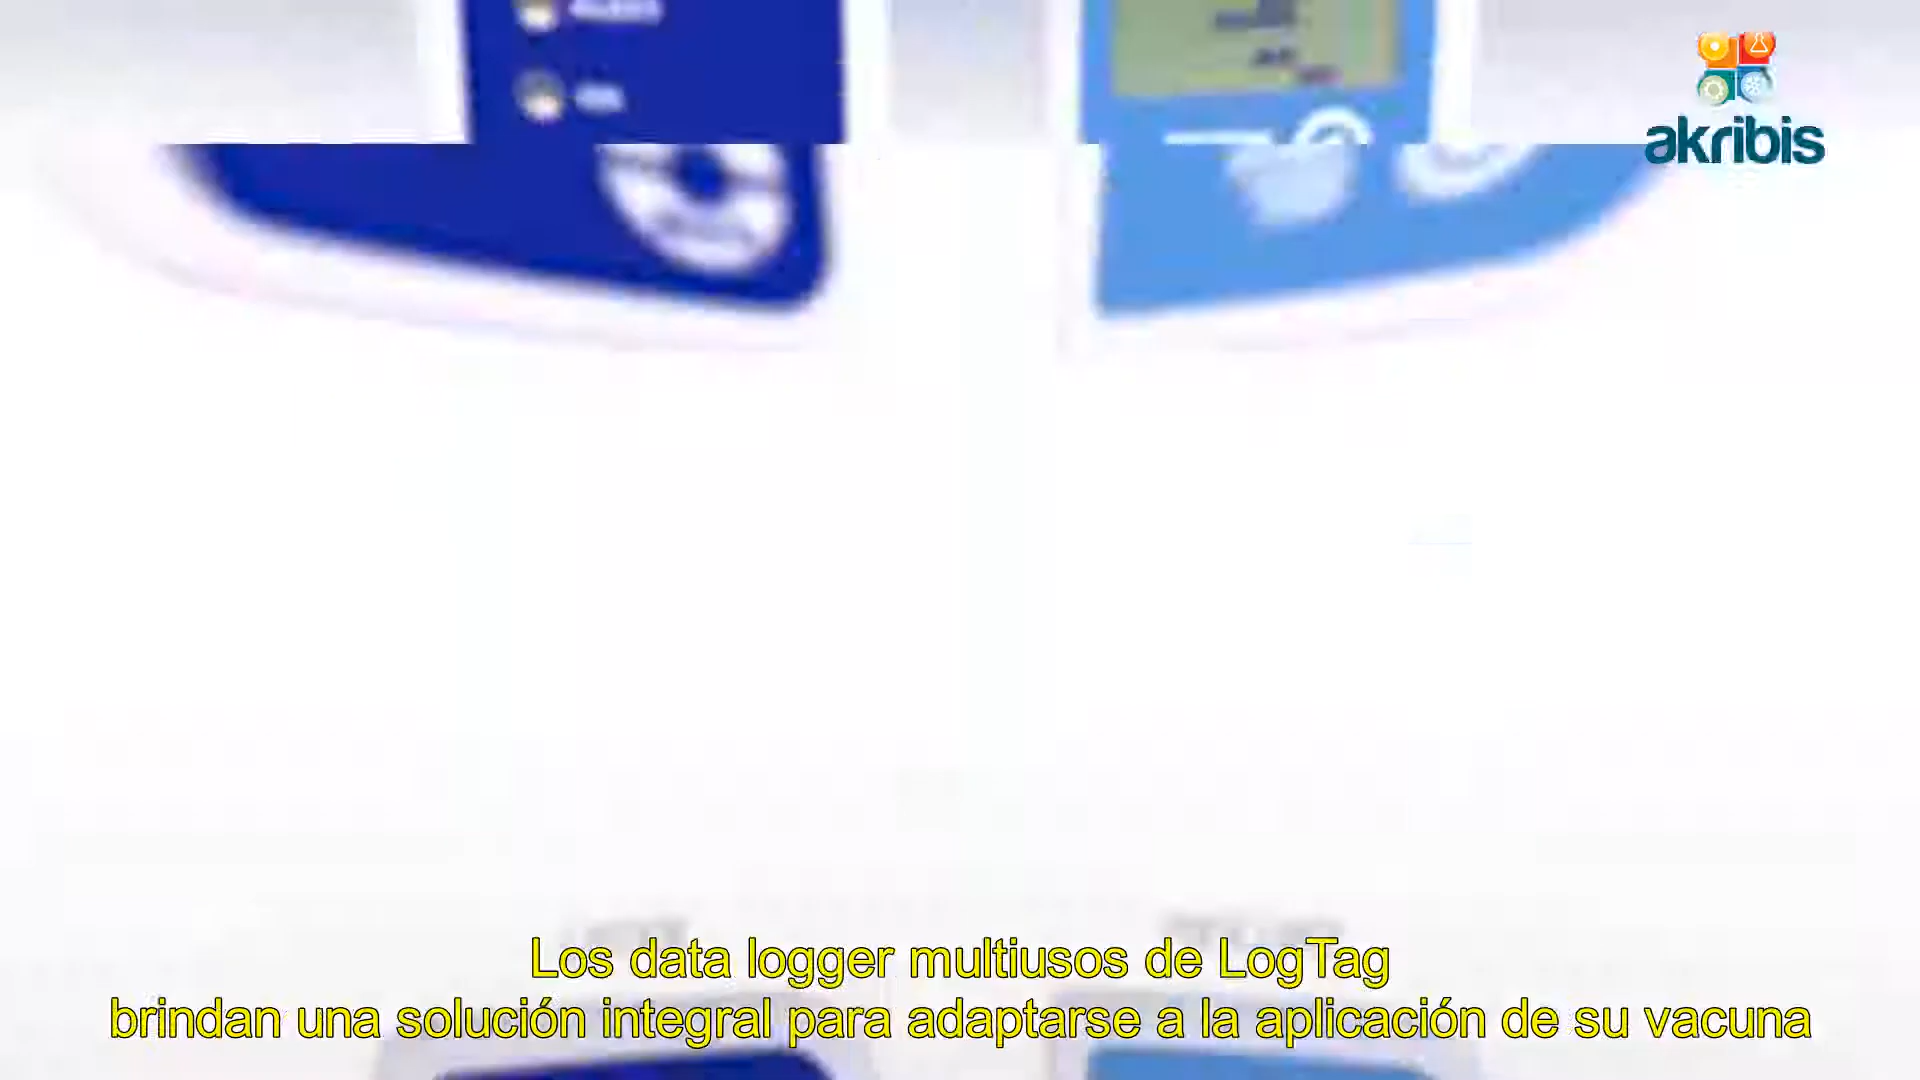 akribis
Los data logger multiusos de LogTag
brindan una solución integral para adaptarse a la aplicación de su vacuna